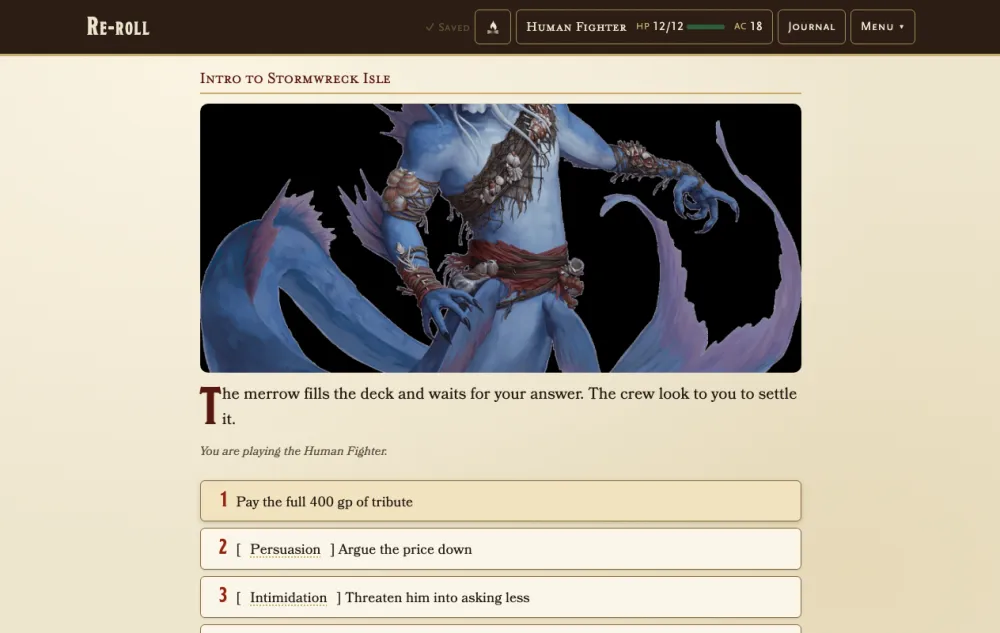 Re-roll
✓ Saved
Human Fighter HP 12/12 AC 18
Journal
Menu ▾
Intro to Stormwreck Isle
The merrow fills the deck and waits for your answer. The crew look to you to settle
it.
You are playing the Human Fighter.
1 Pay the full 400 gp of tribute
2 [ Persuasion ] Argue the price down
3 [ Intimidation ] Threaten him into asking less